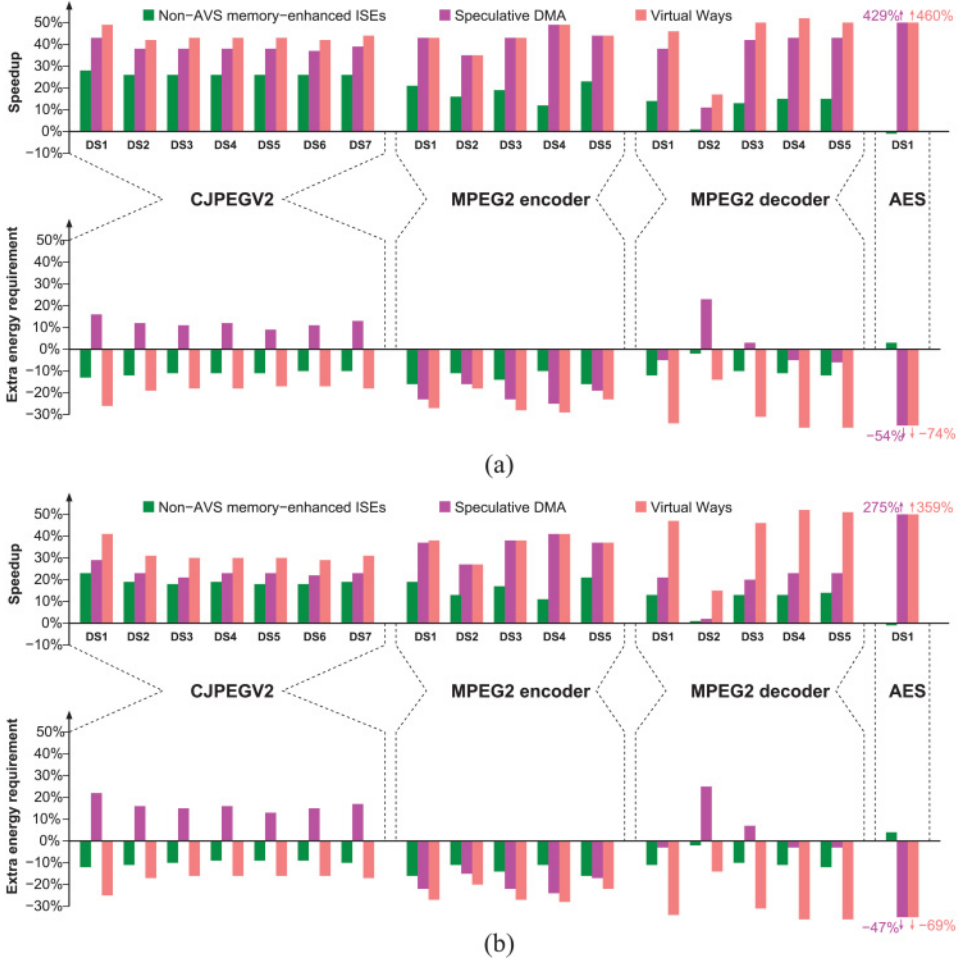 Non−AVS memory−enhanced ISEs Speculative DMA Virtual Ways 429% 460%
Speedup
50%
40%
30%
20%
10%
0%
−10%
DS1 DS2 DS3 DS4 DS5 DS6 DS7 DS1 DS2 DS3 DS4 DS5 DS1 DS2 DS3 DS4 DS5 DS1
CJPEGV2 MPEG2 encoder MPEG2 decoder AES
Extra energy requirement
50%
40%
30%
20%
10%
0%
−10%
−20%
−30%
−54% −74%
(a)
Non−AVS memory−enhanced ISEs Speculative DMA Virtual Ways 275% 359%
Speedup
50%
40%
30%
20%
10%
0%
−10%
DS1 DS2 DS3 DS4 DS5 DS6 DS7 DS1 DS2 DS3 DS4 DS5 DS1 DS2 DS3 DS4 DS5 DS1
CJPEGV2 MPEG2 encoder MPEG2 decoder AES
Extra energy requirement
50%
40%
30%
20%
10%
0%
−10%
−20%
−30%
−47% −69%
(b)